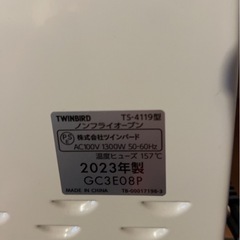 TWINBIRD TS-4119型
ノンフライオーブン
株式会社ツインバード
AC100V 1300W 50-60Hz
温度ヒューズ 157℃
2023年製
GC3E08P
MADE IN CHINA